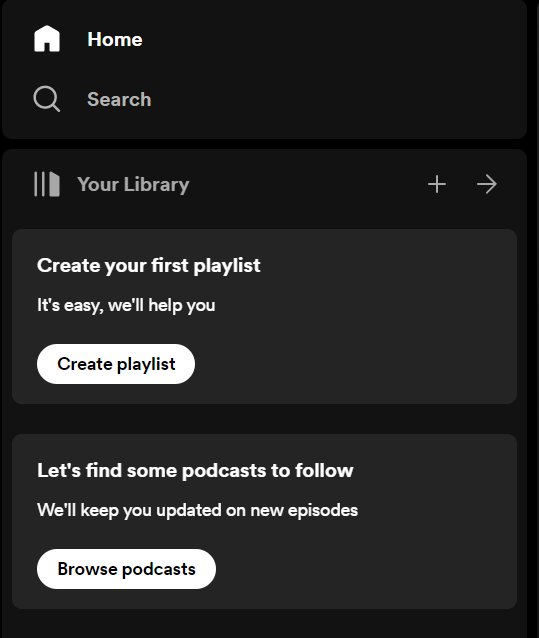 Home
Search
Your Library
Create your first playlist
It's easy, we'll help you
Create playlist
Let's find some podcasts to follow
We'll keep you updated on new episodes
Browse podcasts